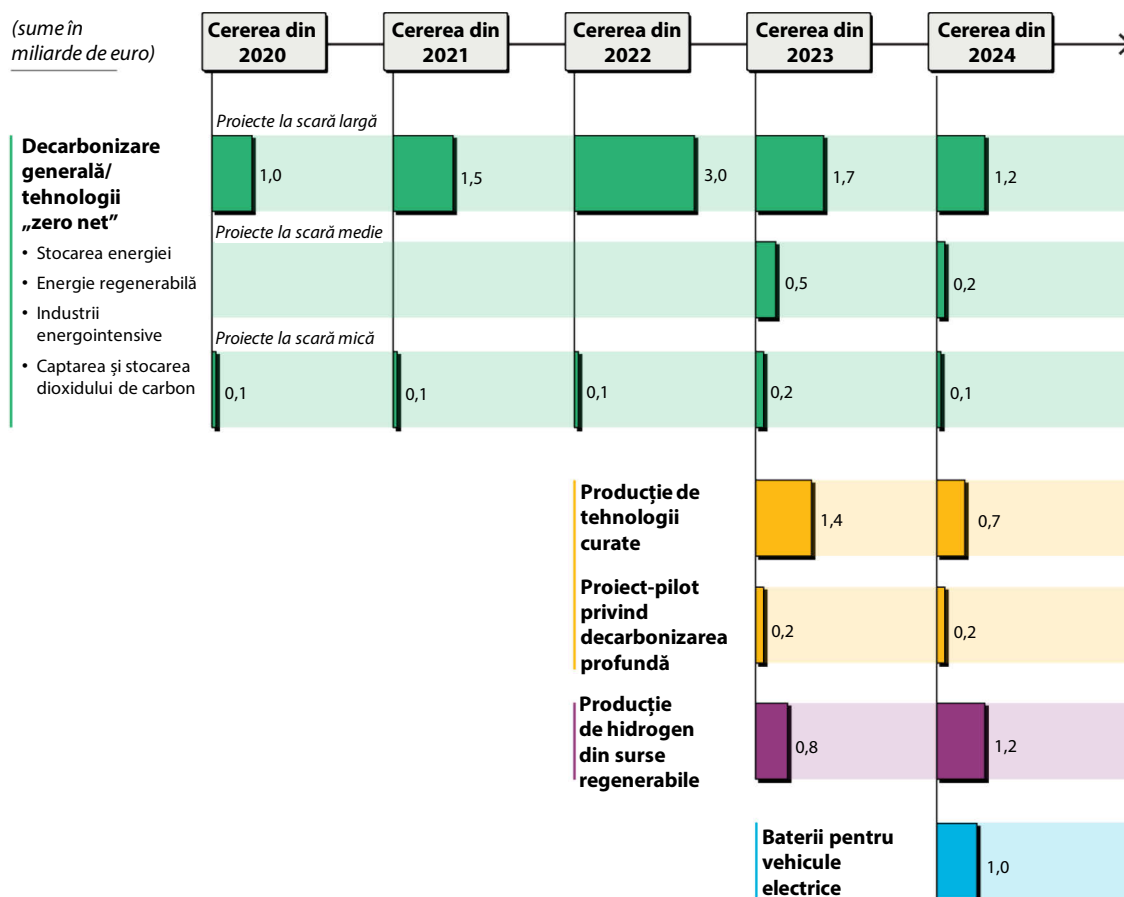 (sume în
miliarde de euro)
Cererea din
2020
Cererea din
2021
Cererea din
2022
Cererea din
2023
Cererea din
2024
Decarbonizare
generală/
tehnologii
„zero net”
• Stocarea energiei
• Energie regenerabilă
• Industrii
energointensive
• Captarea și stocarea
dioxidului de carbon
Proiecte la scară largă
1,0
1,5
3,0
1,7
1,2
Proiecte la scară medie
0,5
0,2
Proiecte la scară mică
0,1
0,1
0,1
0,2
0,1
Producție de
tehnologii
curate
1,4
0,7
Proiect-pilot
privind
decarbonizarea
profundă
0,2
0,2
Producție
de hidrogen
din surse
regenerabile
0,8
1,2
Baterii pentru
vehicule
electrice
1,0